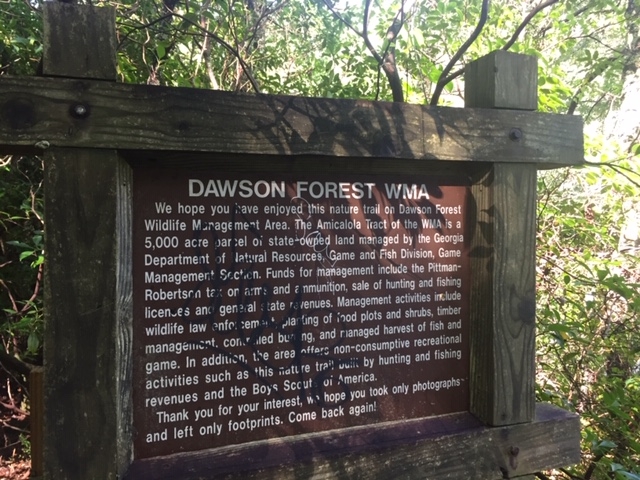 DAWSON FOREST WMA
We hope you have enjoyed this nature trail on Dawson Forest
Wildlife Management Area. The Amicalola Tract of the WMA is a
5,000 acre parcel of state-owned land managed by the Georgia
Department of Natural Resources, Game and Fish Division, Game
Management Section. Funds for management include the Pittman-
Robertson tax on arms and ammunition, sale of hunting and fishing
licenses and general state revenues. Management activities include
wildlife law enforcement, planting of food plots and shrubs, timber
management, controlled burning, and managed harvest of fish and
game. In addition, the area offers non-consumptive recreational
activities such as this nature trail built by hunting and fishing
revenues and the Boys Scouts of America.
Thank you for your interest, we hope you took only photographs
and left only footprints. Come back again!